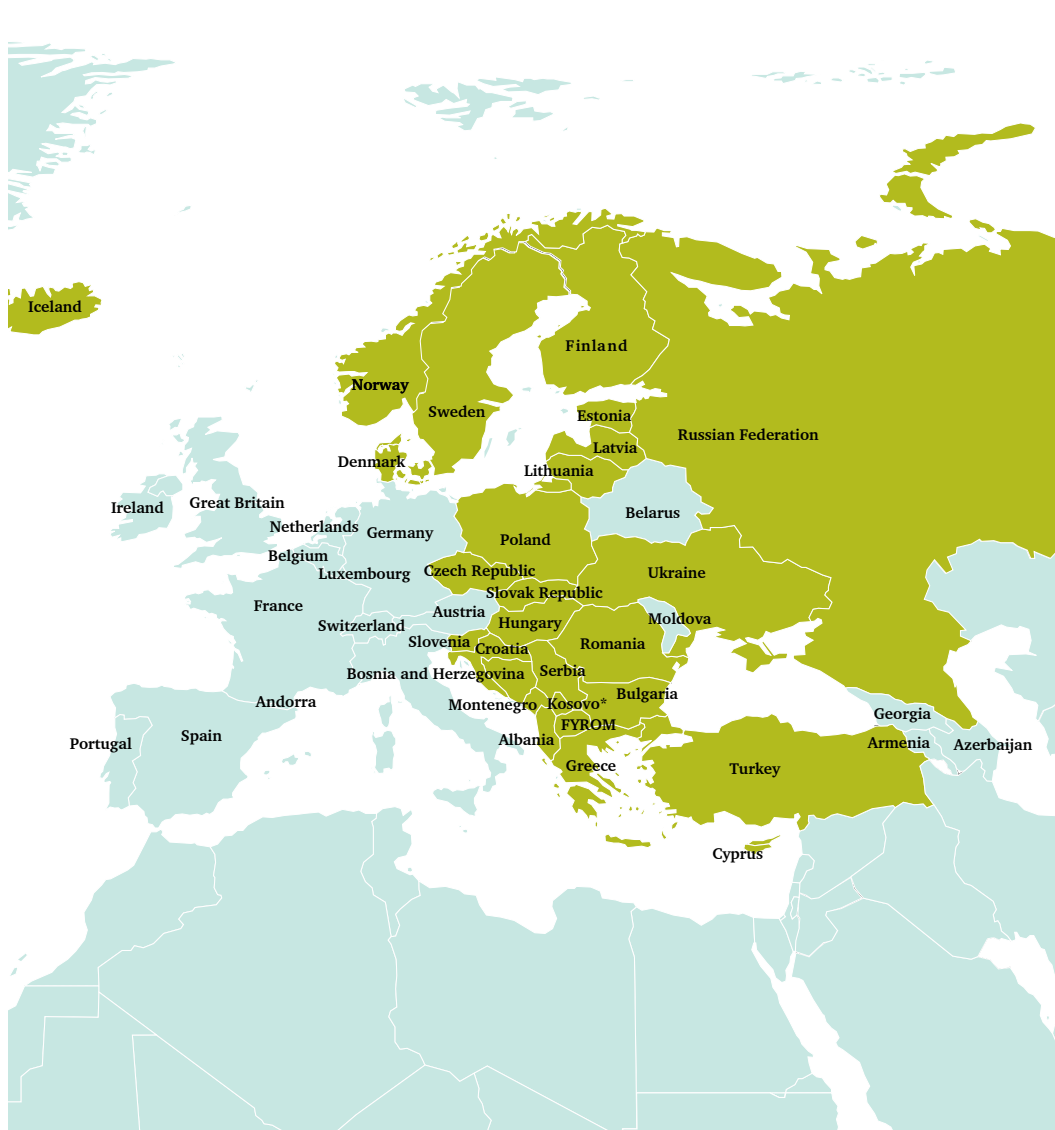 Iceland
Finland
Norway
Sweden
Estonia
Russian Federation
Latvia
Denmark
Lithuania
Great Britain
Ireland
Belarus
Netherlands
Germany
Poland
Belgium
Czech Republic
Ukraine
Luxembourg
Slovak Republic
France
Austria
Moldova
Hungary
Switzerland
Slovenia
Romania
Croatia
Serbia
Bosnia and Herzegovina
Bulgaria
Andorra
Kosovo*
Montenegro
Georgia
FYROM
Spain
Albania
Portugal
Armenia
Azerbaijan
Greece
Turkey
Cyprus